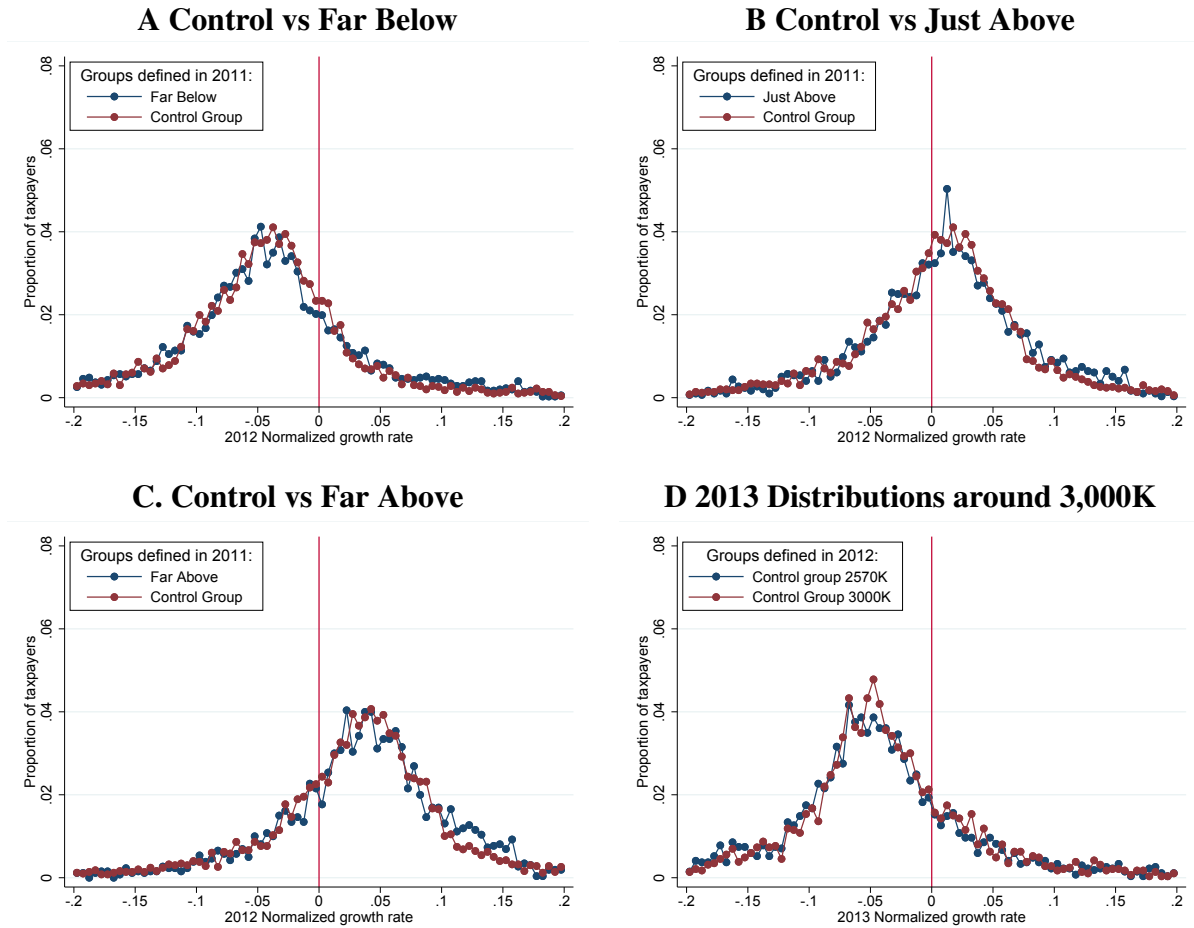 A Control vs Far Below
Groups defined in 2011:
Far Below
Control Group
Proportion of taxpayers
.08
.06
.04
.02
0
-.2 -.15 -.1 -.05 0 .05 .1 .15 .2
2012 Normalized growth rate
B Control vs Just Above
Groups defined in 2011:
Just Above
Control Group
Proportion of taxpayers
.08
.06
.04
.02
0
-.2 -.15 -.1 -.05 0 .05 .1 .15 .2
2012 Normalized growth rate
C. Control vs Far Above
Groups defined in 2011:
Far Above
Control Group
Proportion of taxpayers
.08
.06
.04
.02
0
-.2 -.15 -.1 -.05 0 .05 .1 .15 .2
2012 Normalized growth rate
D 2013 Distributions around 3,000K
Groups defined in 2012:
Control group 2570K
Control Group 3000K
Proportion of taxpayers
.08
.06
.04
.02
0
-.2 -.15 -.1 -.05 0 .05 .1 .15 .2
2013 Normalized growth rate